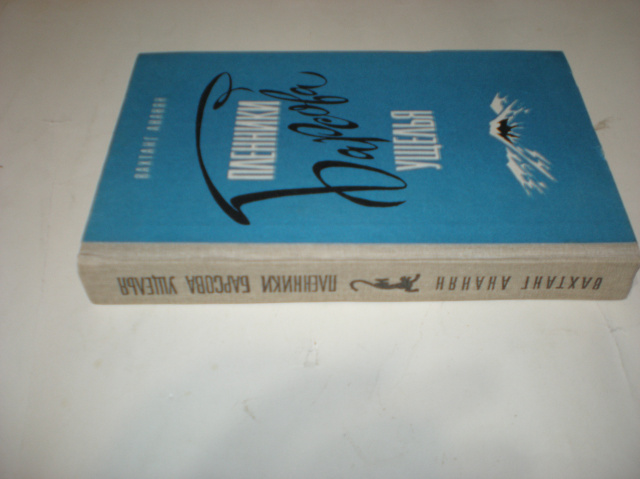 ВАХТАНГ АНАНЯН
ПЛЕННИКИ
Барсова
УЩЕЛЬЯ
ВАХТАНГ АНАНЯН
ПЛЕННИКИ БАРСОВА УЩЕЛЬЯ